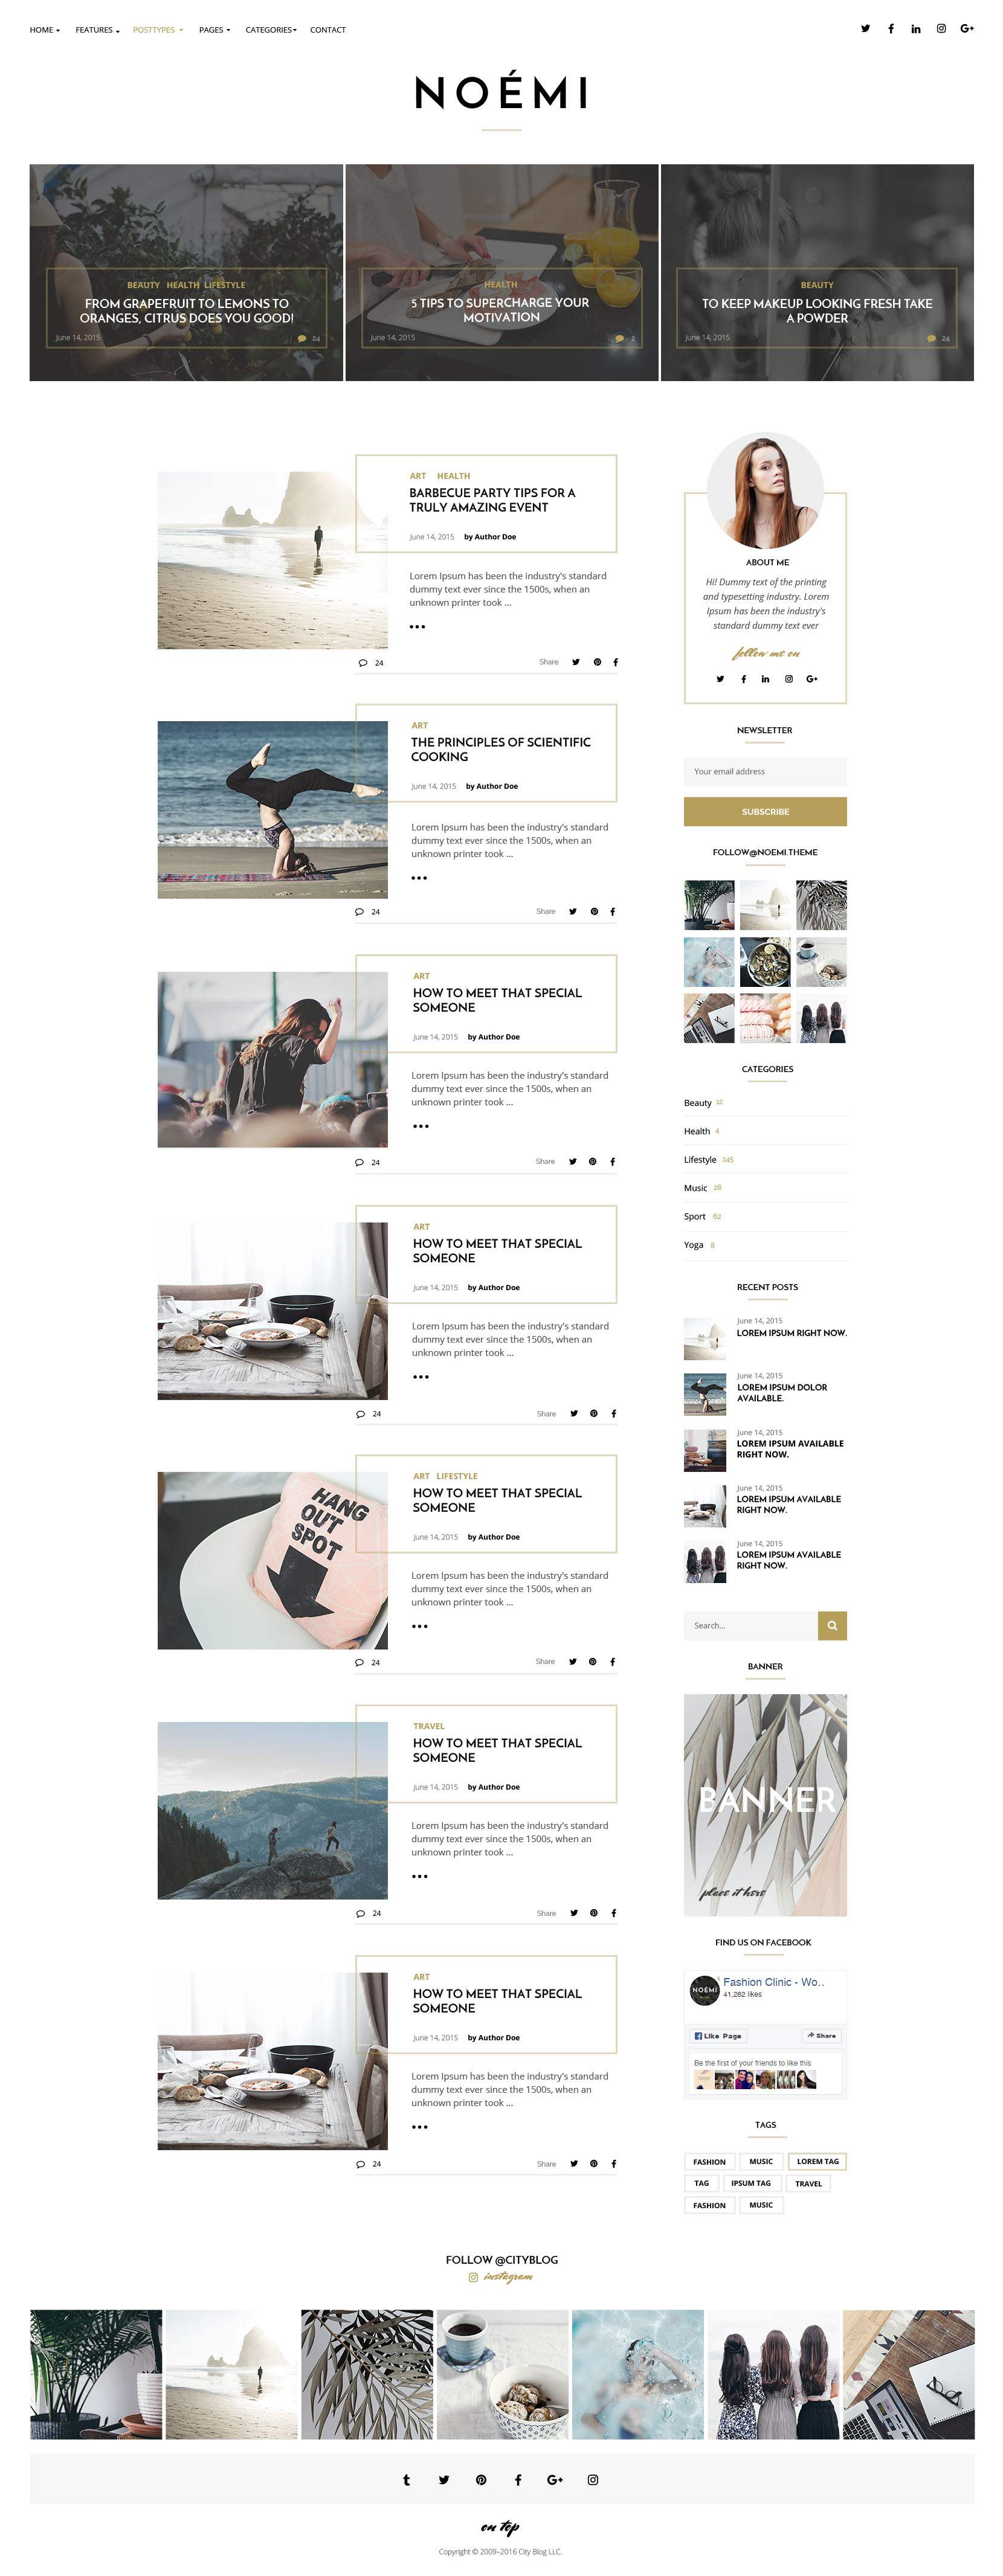 HOME FEATURES POSTTYPES PAGES CATEGORIES CONTACT
NOÉMI
BEAUTY HEALTH LIFESTYLE
FROM GRAPEFRUIT TO LEMONS TO
ORANGES, CITRUS DOES YOU GOOD!
June 14, 2015 24
HEALTH
5 TIPS TO SUPERCHARGE YOUR
MOTIVATION
June 14, 2015 2
BEAUTY
TO KEEP MAKEUP LOOKING FRESH TAKE
A POWDER
June 14, 2015 24
ART HEALTH
BARBECUE PARTY TIPS FOR A
TRULY AMAZING EVENT
June 14, 2015 by Author Doe
Lorem Ipsum has been the industry's standard
dummy text ever since the 1500s, when an
unknown printer took ...
24 Share
ART
THE PRINCIPLES OF SCIENTIFIC
COOKING
June 14, 2015 by Author Doe
Lorem Ipsum has been the industry's standard
dummy text ever since the 1500s, when an
unknown printer took ...
24 Share
ART
HOW TO MEET THAT SPECIAL
SOMEONE
June 14, 2015 by Author Doe
Lorem Ipsum has been the industry's standard
dummy text ever since the 1500s, when an
unknown printer took ...
24 Share
ART
HOW TO MEET THAT SPECIAL
SOMEONE
June 14, 2015 by Author Doe
Lorem Ipsum has been the industry's standard
dummy text ever since the 1500s, when an
unknown printer took ...
24 Share
HANG
OUT
SPOT
ART LIFESTYLE
HOW TO MEET THAT SPECIAL
SOMEONE
June 14, 2015 by Author Doe
Lorem Ipsum has been the industry's standard
dummy text ever since the 1500s, when an
unknown printer took ...
24 Share
TRAVEL
HOW TO MEET THAT SPECIAL
SOMEONE
June 14, 2015 by Author Doe
Lorem Ipsum has been the industry's standard
dummy text ever since the 1500s, when an
unknown printer took ...
24 Share
ART
HOW TO MEET THAT SPECIAL
SOMEONE
June 14, 2015 by Author Doe
Lorem Ipsum has been the industry's standard
dummy text ever since the 1500s, when an
unknown printer took ...
24 Share
ABOUT ME
Hi! Dummy text of the printing
and typesetting industry. Lorem
Ipsum has been the industry's
standard dummy text ever
follow me on
NEWSLETTER
Your email address
SUBSCRIBE
FOLLOW@NOEMI.THEME
CATEGORIES
Beauty 12
Health 4
Lifestyle 145
Music 28
Sport 62
Yoga 8
RECENT POSTS
June 14, 2015
LOREM IPSUM RIGHT NOW.
June 14, 2015
LOREM IPSUM DOLOR
AVAILABLE.
June 14, 2015
LOREM IPSUM AVAILABLE
RIGHT NOW.
June 14, 2015
LOREM IPSUM AVAILABLE
RIGHT NOW.
June 14, 2015
LOREM IPSUM AVAILABLE
RIGHT NOW.
Search...
BANNER
BANNER
place it here
FIND US ON FACEBOOK
NOÉMI
Fashion Clinic - Wo..
41,282 likes
Like Page Share
Be the first of your friends to like this
TAGS
FASHION MUSIC LOREM TAG
TAG IPSUM TAG TRAVEL
FASHION MUSIC
FOLLOW @CITYBLOG
instagram
on top
Copyright © 2009-2016 City Blog LLC.